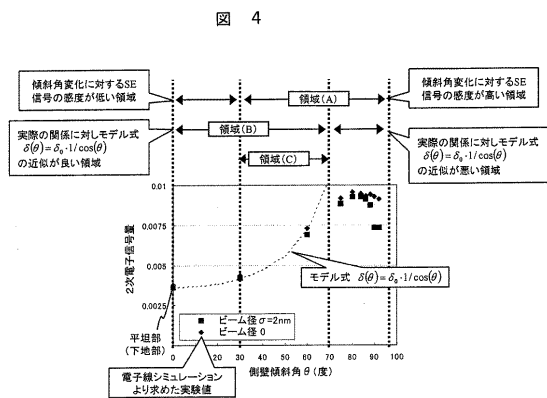 図 4
傾斜角変化に対するSE
信号の感度が低い領域
傾斜角変化に対するSE
信号の感度が高い領域
領域(A)
実際の関係に対しモデル式
δ(θ)=δ₀·1/cos(θ)
の近似が良い領域
領域(B)
実際の関係に対しモデル式
δ(θ)=δ₀·1/cos(θ)
の近似が悪い領域
領域(C)
0.01
0.0075
0.005
0.0025
2次電子信号量
モデル式 δ(θ)=δ₀·1/cos(θ)
ビーム径σ=2nm
ビーム径 0
平坦部
(下地部)
0 10 20 30 40 50 60 70 80 90 100
側壁傾斜角θ(度)
電子線シミュレーション
より求めた実験値